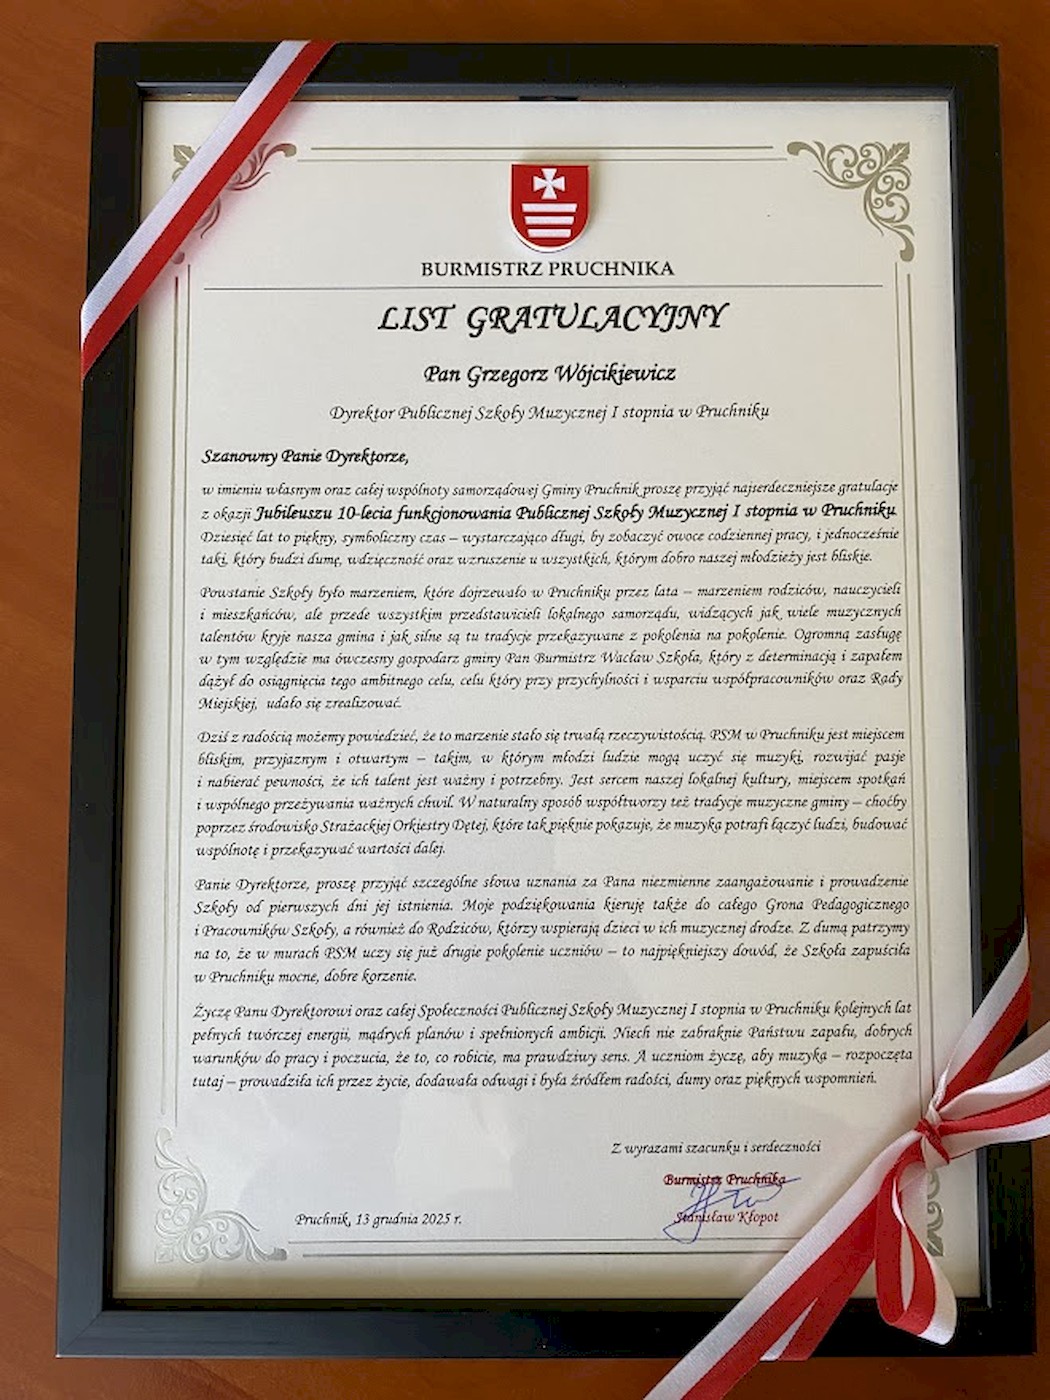 BURMISTRZ PRUCHNIKA
LIST GRATULACYJNY
Pan Grzegorz Wójcikiewicz
Dyrektor Publicznej Szkoły Muzycznej I stopnia w Pruchniku
Szanowny Panie Dyrektorze,
w imieniu własnym oraz całej wspólnoty samorządowej Gminy Pruchnik proszę przyjąć najserdeczniejsze gratulacje
z okazji Jubileuszu 10-lecia funkcjonowania Publicznej Szkoły Muzycznej I stopnia w Pruchniku.
Dziesięć lat to piękny, symboliczny czas – wystarczająco długi, by zobaczyć owoce codziennej pracy, i jednocześnie
taki, który budzi dumę, wdzięczność oraz wzruszenie u wszystkich, którym dobro naszej młodzieży jest bliskie.
Powstanie Szkoły było marzeniem, które dojrzewało w Pruchniku przez lata – marzeniem rodziców, nauczycieli
i mieszkańców, ale przede wszystkim przedstawicieli lokalnego samorządu, widzących jak wiele muzycznych
talentów kryje nasza gmina i jak silne są tu tradycje przekazywane z pokolenia na pokolenie. Ogromną zasługę
w tym względzie ma ówczesny gospodarz gminy Pan Burmistrz Wacław Szkoła, który z determinacją i zapałem
dążył do osiągnięcia tego ambitnego celu, celu który przy przychylności i wsparciu współpracowników oraz Rady
Miejskiej, udało się zrealizować.
Dziś z radością możemy powiedzieć, że to marzenie stało się trwałą rzeczywistością. PSM w Pruchniku jest miejscem
bliskim, przyjaznym i otwartym – takim, w którym młodzi ludzie mogą uczyć się muzyki, rozwijać pasje
i nabierać pewności, że ich talent jest ważny i potrzebny. Jest sercem naszej lokalnej kultury, miejscem spotkań
i wspólnego przeżywania ważnych chwil. W naturalny sposób współtworzy też tradycje muzyczne gminy – choćby
poprzez środowisko Strażackiej Orkiestry Dętej, które tak pięknie pokazuje, że muzyka potrafi łączyć ludzi, budować
wspólnotę i przekazywać wartości dalej.
Panie Dyrektorze, proszę przyjąć szczególne słowa uznania za Pana niezmienne zaangażowanie i prowadzenie
Szkoły od pierwszych dni jej istnienia. Moje podziękowania kieruję także do całego Grona Pedagogicznego
i Pracowników Szkoły, a również do Rodziców, którzy wspierają dzieci w ich muzycznej drodze. Z dumą patrzymy
na to, że w murach PSM uczy się już drugie pokolenie uczniów – to najpiękniejszy dowód, że Szkoła zapuściła
w Pruchniku mocne, dobre korzenie.
Życzę Panu Dyrektorowi oraz całej Społeczności Publicznej Szkoły Muzycznej I stopnia w Pruchniku kolejnych lat
pełnych twórczej energii, mądrych planów i spełnionych ambicji. Niech nie zabraknie Państwu zapału, dobrych
warunków do pracy i poczucia, że to, co robicie, ma prawdziwy sens. A uczniom życzę, aby muzyka – rozpoczęta
tutaj – prowadziła ich przez życie, dodawała odwagi i była źródłem radości, dumy oraz pięknych wspomnień.
Z wyrazami szacunku i serdeczności
Burmistrz Pruchnika
Stanisław Kłopot
Pruchnik, 13 grudnia 2025 r.